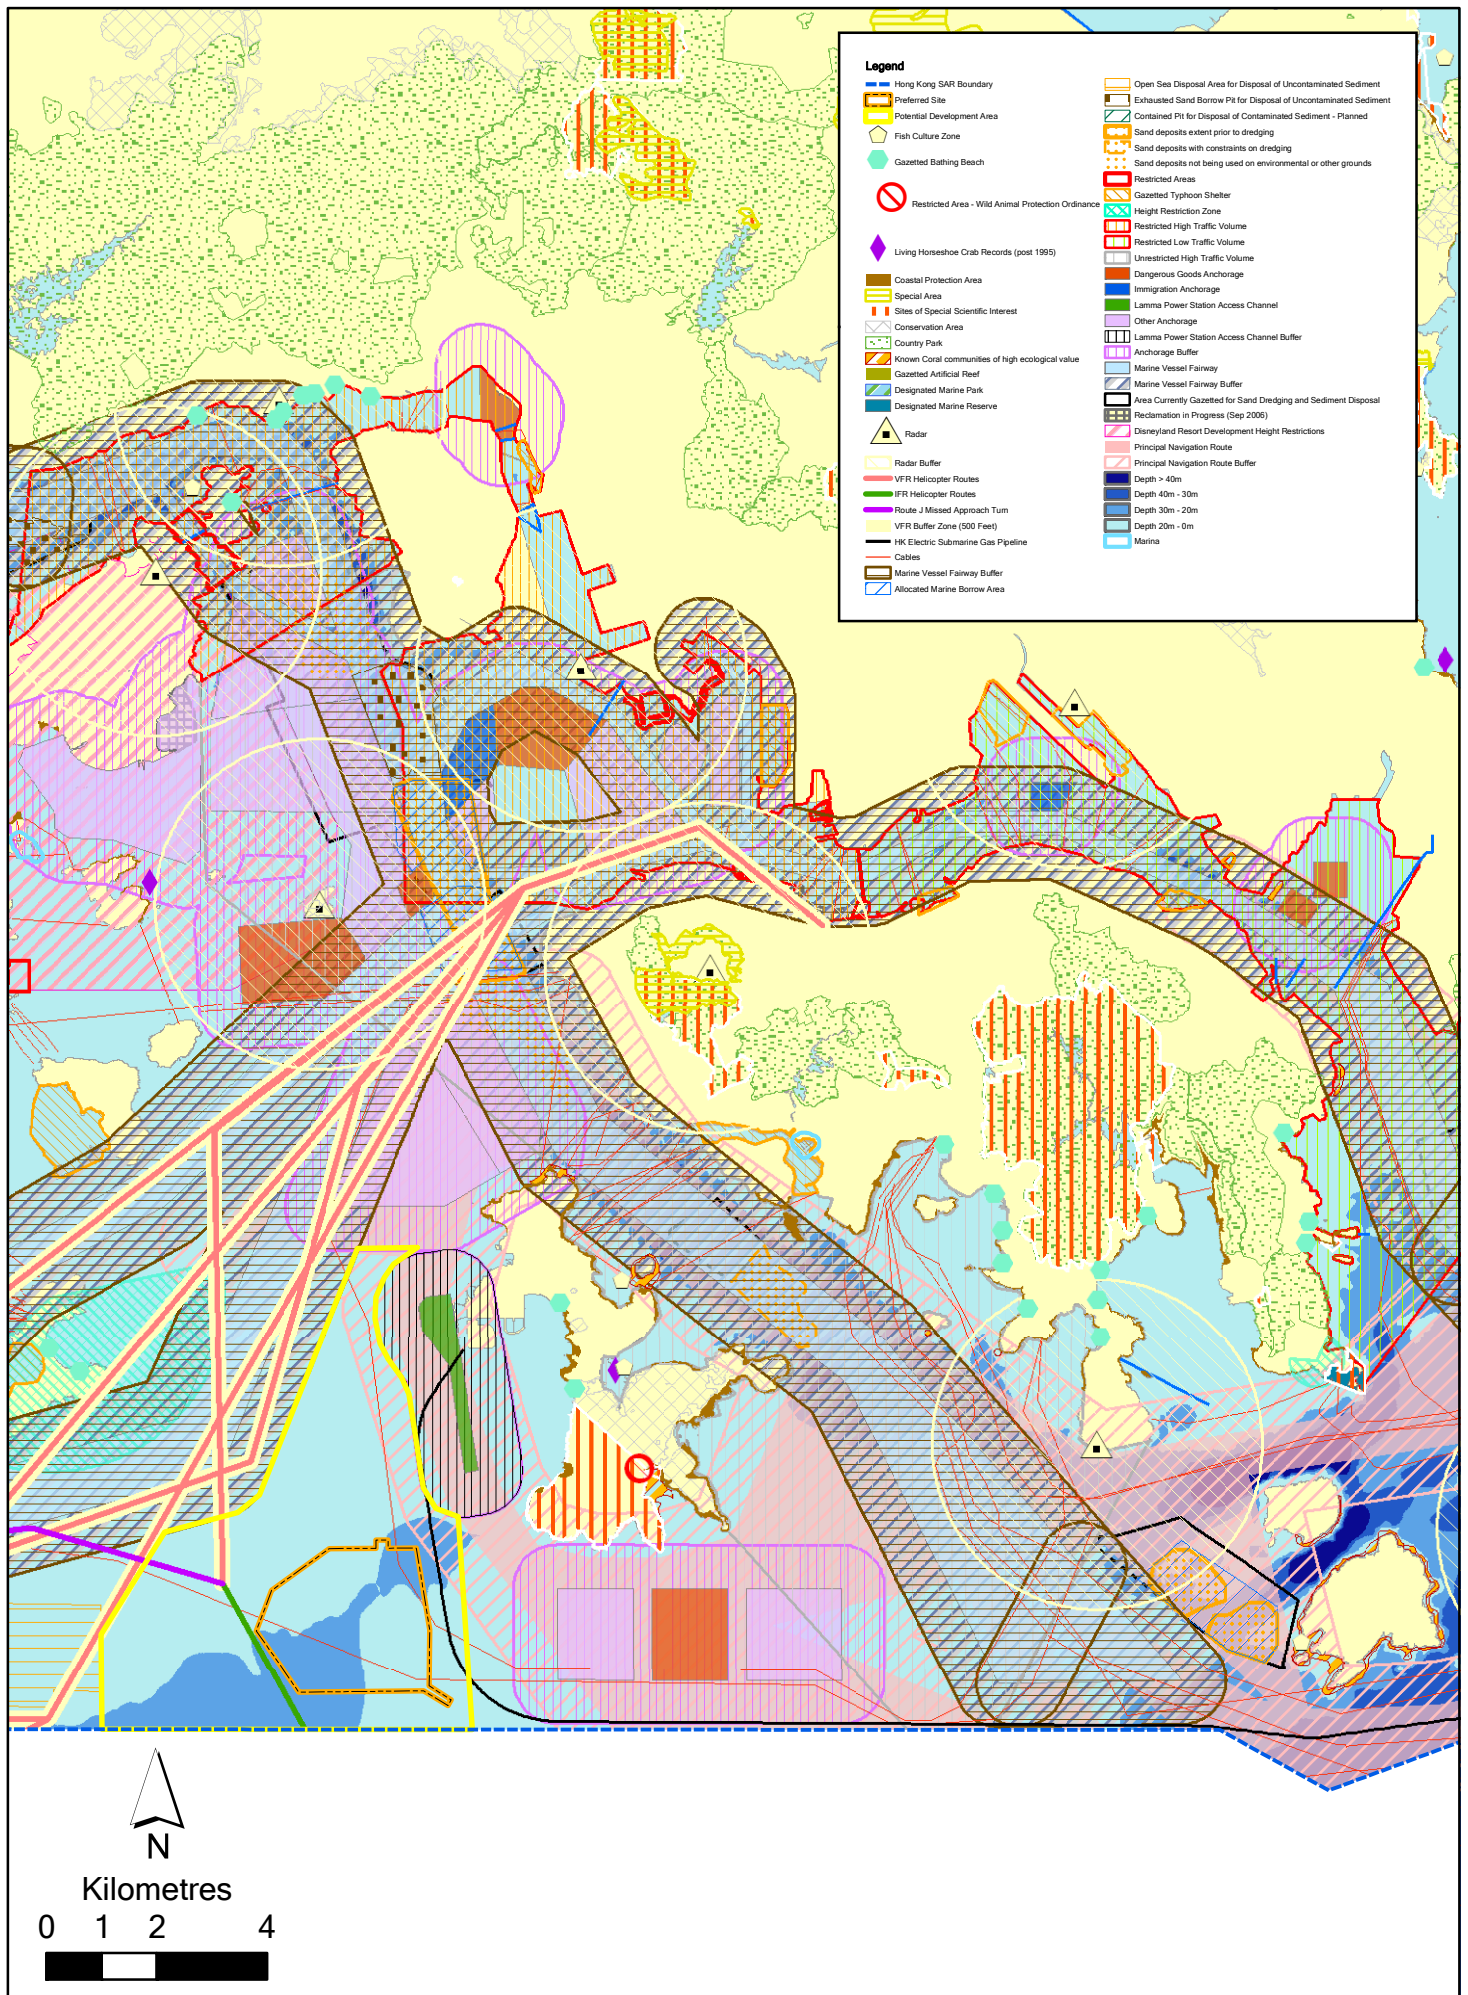 Legend
Hong Kong SAR Boundary
Preferred Site
Potential Development Area
Fish Culture Zone
Gazetted Bathing Beach
Restricted Area - Wild Animal Protection Ordinance
Living Horseshoe Crab Records (post 1995)
Coastal Protection Area
Special Area
Sites of Special Scientific Interest
Conservation Area
Country Park
Known Coral communities of high ecological value
Gazetted Artificial Reef
Designated Marine Park
Designated Marine Reserve
Radar
Radar Buffer
VFR Helicopter Routes
IFR Helicopter Routes
Route J Missed Approach Turn
VFR Buffer Zone (500 Feet)
HK Electric Submarine Gas Pipeline
Cables
Marine Vessel Fairway Buffer
Allocated Marine Borrow Area
Open Sea Disposal Area for Disposal of Uncontaminated Sediment
Exhausted Sand Borrow Pit for Disposal of Uncontaminated Sediment
Contained Pit for Disposal of Contaminated Sediment - Planned
Sand deposits extent prior to dredging
Sand deposits with constraints on dredging
Sand deposits not being used on environmental or other grounds
Restricted Areas
Gazetted Typhoon Shelter
Height Restriction Zone
Restricted High Traffic Volume
Restricted Low Traffic Volume
Unrestricted High Traffic Volume
Dangerous Goods Anchorage
Immigration Anchorage
Lamma Power Station Access Channel
Other Anchorage
Lamma Power Station Access Channel Buffer
Anchorage Buffer
Marine Vessel Fairway
Marine Vessel Fairway Buffer
Area Currently Gazetted for Sand Dredging and Sediment Disposal
Reclamation in Progress (Sep 2006)
Disneyland Resort Development Height Restrictions
Principal Navigation Route
Principal Navigation Route Buffer
Depth > 40m
Depth 40m - 30m
Depth 30m - 20m
Depth 20m - 0m
Marina
N
Kilometres
0 1 2 4